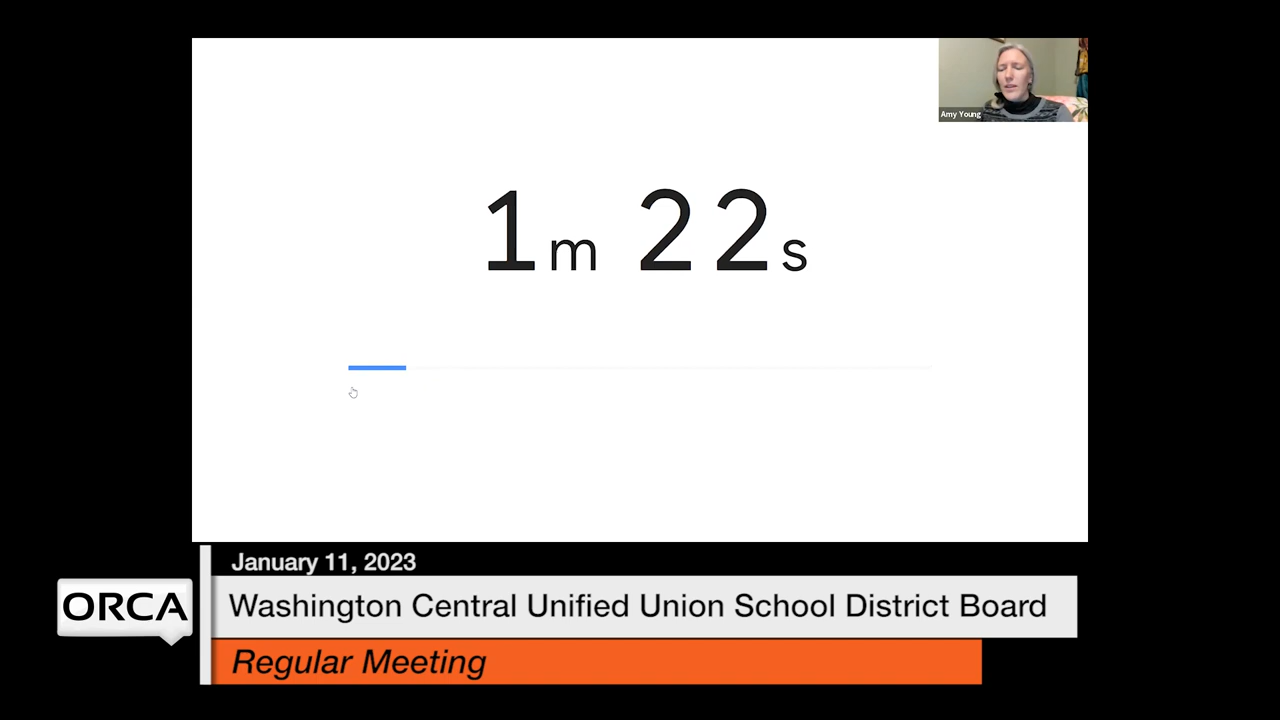 Amy Young
1m 22s
January 11, 2023
ORCA
Washington Central Unified Union School District Board
Regular Meeting